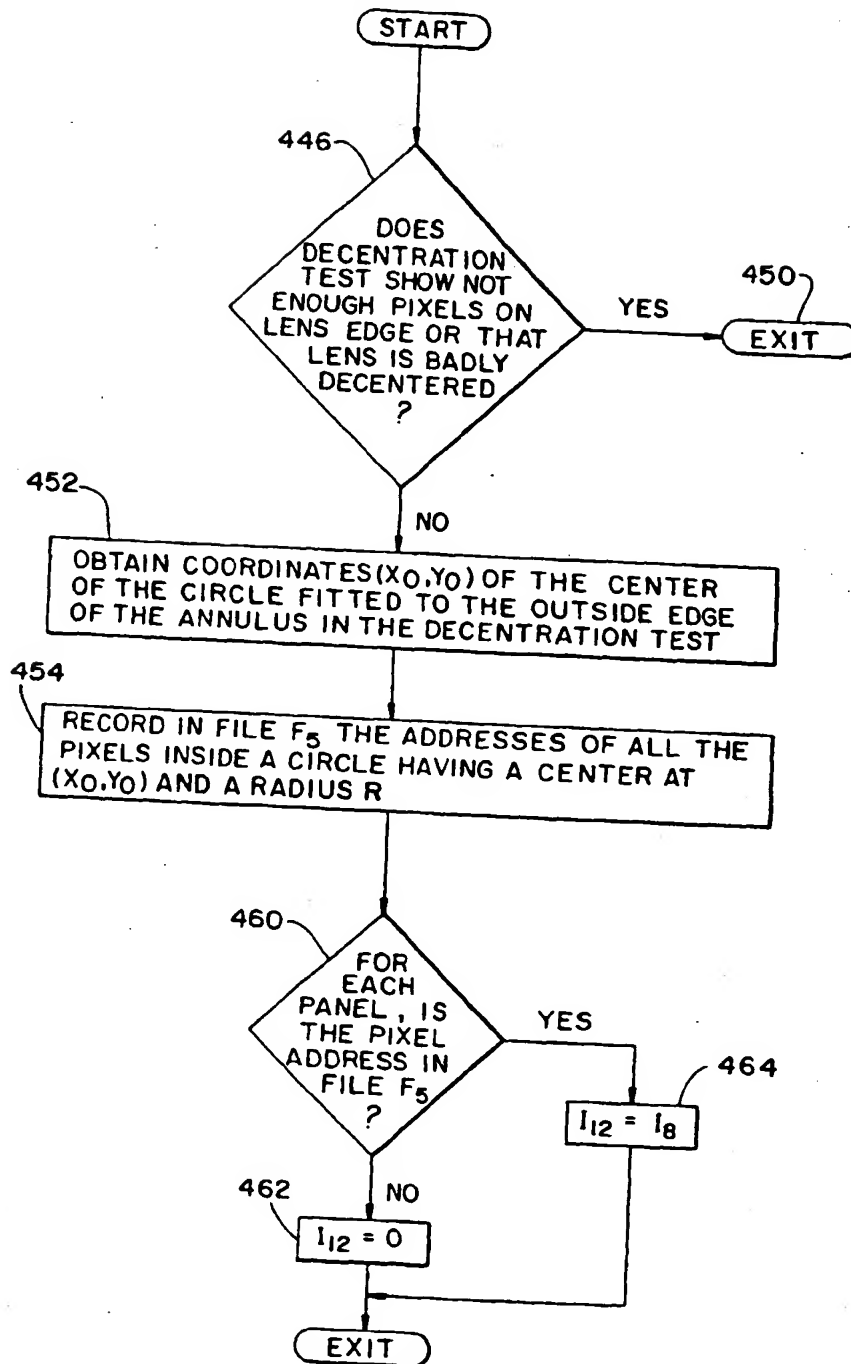 START
446
DOES
DECENTRATION
TEST SHOW NOT
ENOUGH PIXELS ON
LENS EDGE OR THAT
LENS IS BADLY
DECENTERED
?
YES
450
EXIT
NO
452
OBTAIN COORDINATES (X0,Y0) OF THE CENTER
OF THE CIRCLE FITTED TO THE OUTSIDE EDGE
OF THE ANNULUS IN THE DECENTRATION TEST
454
RECORD IN FILE F5 THE ADDRESSES OF ALL THE
PIXELS INSIDE A CIRCLE HAVING A CENTER AT
(X0,Y0) AND A RADIUS R
460
FOR
EACH
PANEL, IS
THE PIXEL
ADDRESS IN
FILE F5
?
YES
464
I12 = I8
NO
462
I12 = 0
EXIT